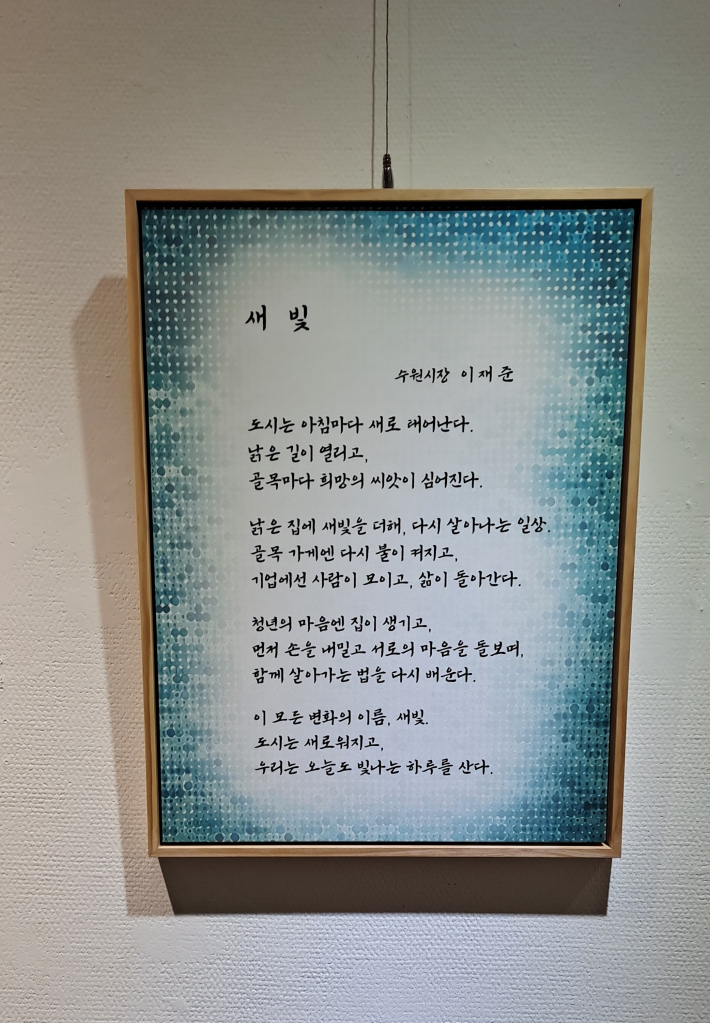 새 빛
수원시장 이재준
도시는 아침마다 새로 태어난다.
낡은 길이 열리고,
골목마다 희망의 씨앗이 심어진다.
낡은 집에 새빛을 더해, 다시 살아나는 일상.
골목 가게엔 다시 불이 켜지고,
기업에선 사람이 모이고, 삶이 돌아간다.
청년의 마음엔 집이 생기고,
먼저 손을 내밀고 서로의 마음을 돌보며,
함께 살아가는 법을 다시 배운다.
이 모든 변화의 이름, 새빛.
도시는 새로워지고,
우리는 오늘도 빛나는 하루를 산다.